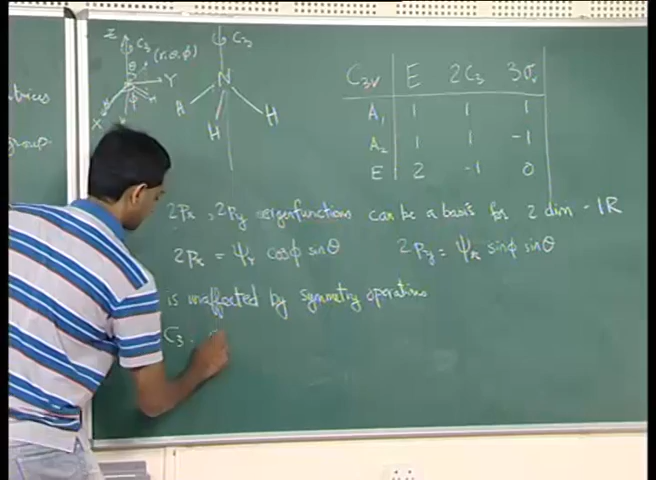 Z
C₃
(r,θ,φ)
θ
Y
φ
X
C₃
N
H
H
H
C₃ᵥ E 2C₃ 3σᵥ
A₁ 1 1 1
A₂ 1 1 -1
E 2 -1 0
2Pₓ, 2Py eigenfunctions can be a basis for 2 dim - IR
2Pₓ = Ψᵣ cosφ sinθ 2Py = Ψᵣ sinφ sinθ
is unaffected by symmetry operations
C₃.